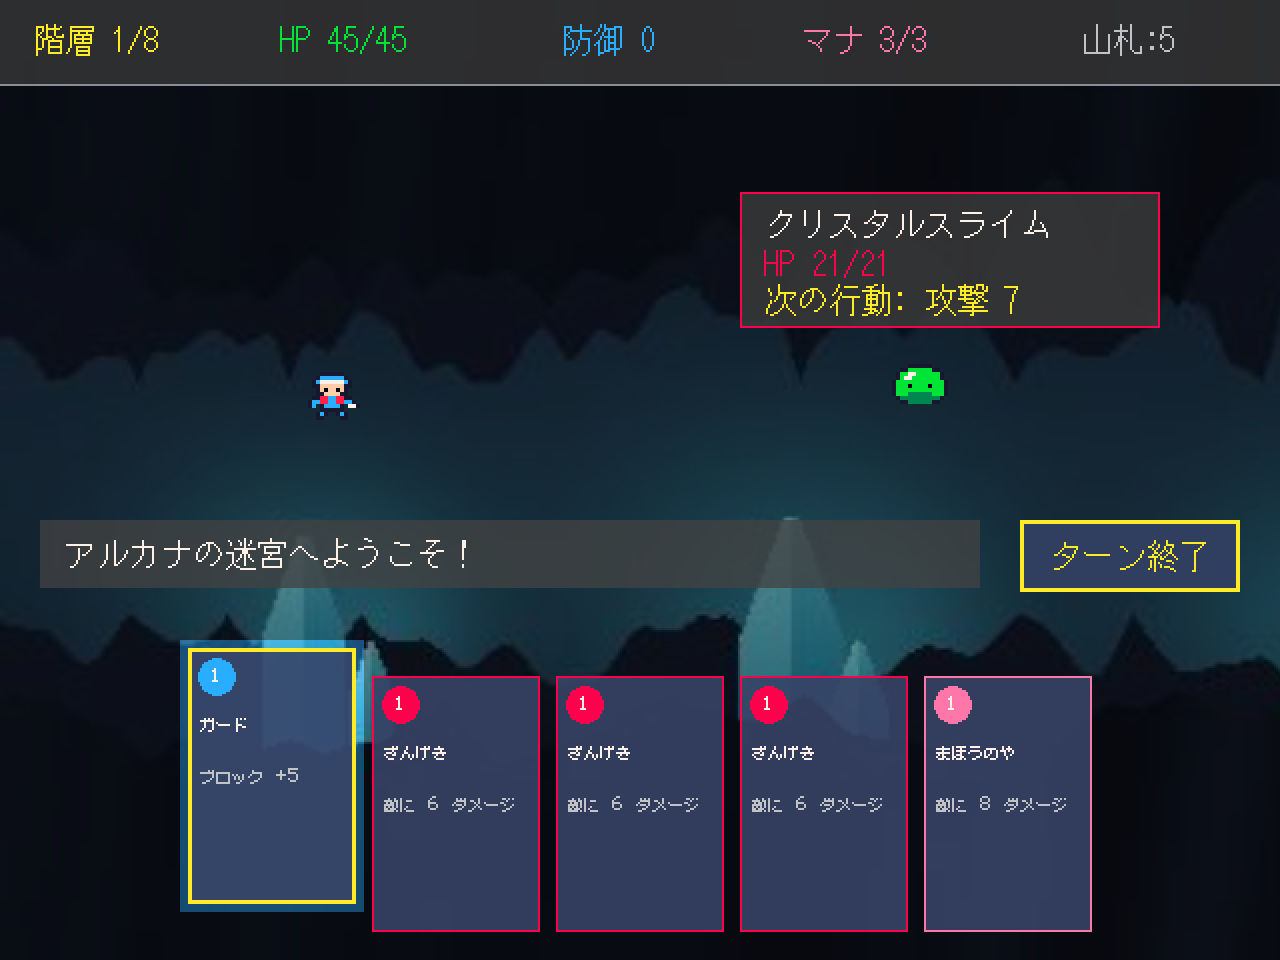 階層 1/8 HP 45/45 防御 0 マナ 3/3 山札:5
クリスタルスライム
HP 21/21
次の行動: 攻撃 7
アルカナの迷宮へようこそ！
ターン終了
1
ガード
ブロック +5
1
ざんげき
敵に 6 ダメージ
1
ざんげき
敵に 6 ダメージ
1
ざんげき
敵に 6 ダメージ
1
まほうのや
敵に 8 ダメージ